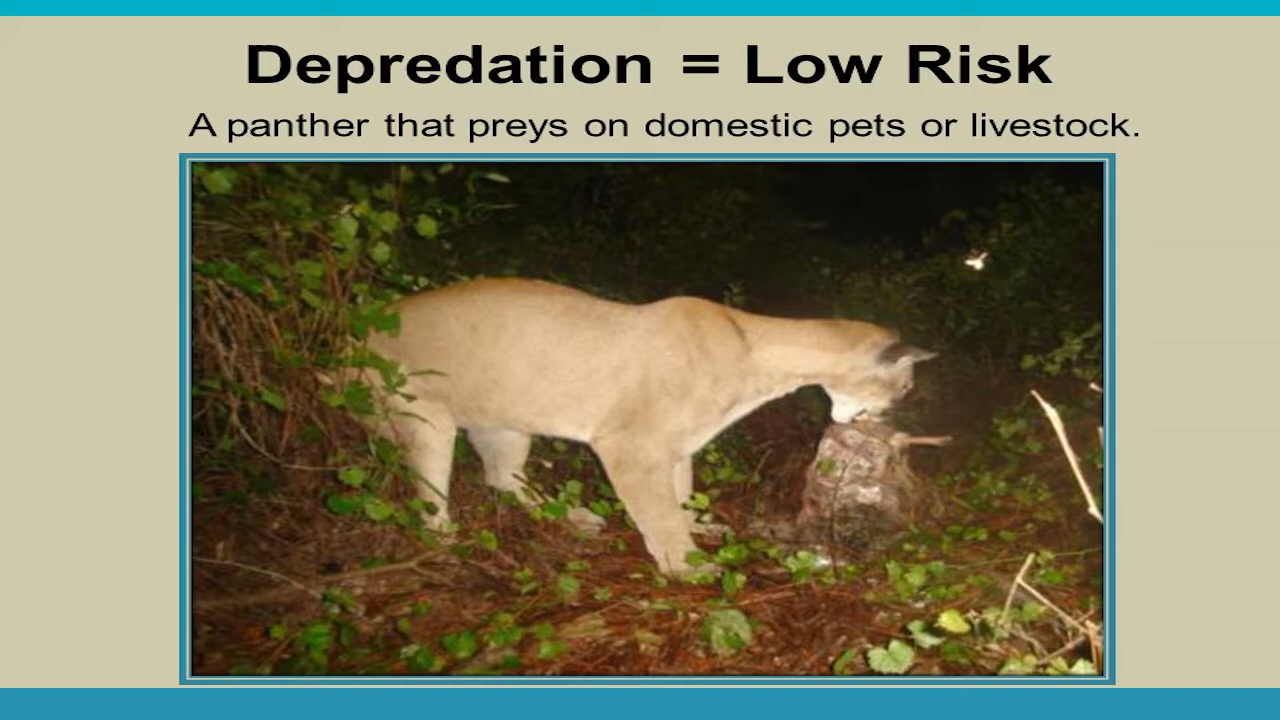 Depredation = Low Risk
A panther that preys on domestic pets or livestock.